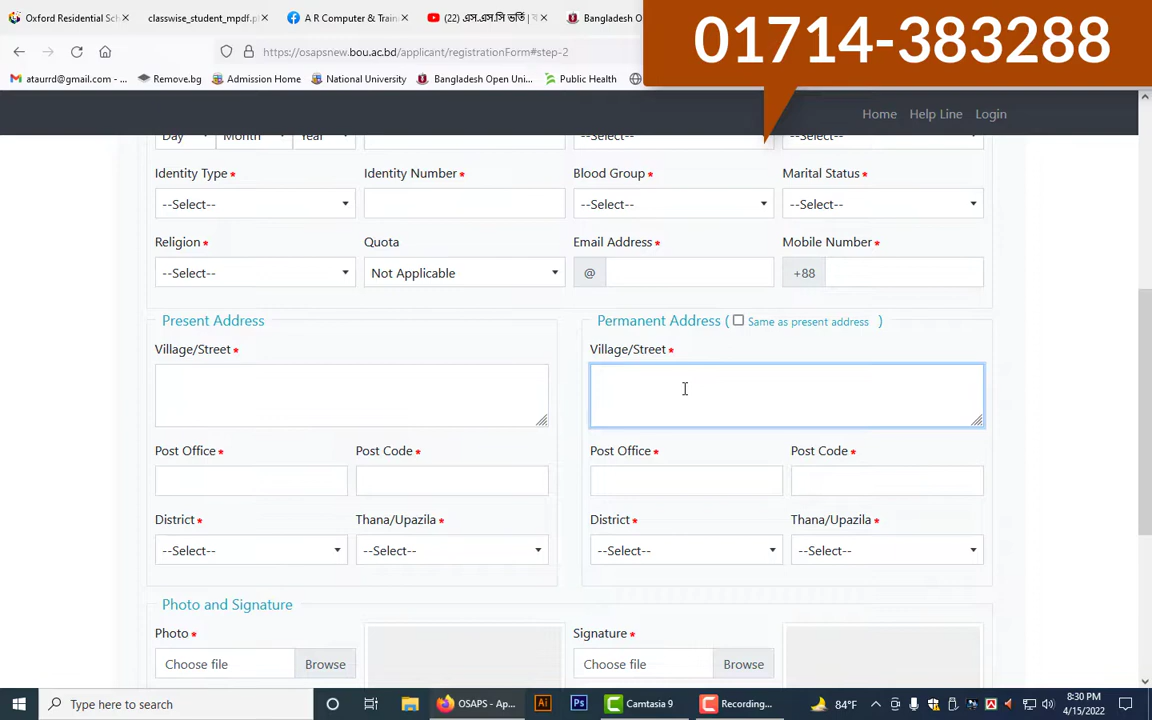 Oxford Residential Sch
classwise_student_mpdf.p
A R Computer & Train
(22) এস.এস.সি ভর্তি
Bangladesh O
01714-383288
https://osapsnew.bou.ac.bd/applicant/registrationForm#step-2
ataurrd@gmail.com - ...
Remove.bg
Admission Home
National University
Bangladesh Open Uni...
Public Health
Home Help Line Login
Day Month Year --Select-- --Select--
Identity Type * Identity Number * Blood Group * Marital Status *
--Select-- --Select-- --Select--
Religion * Quota Email Address * Mobile Number *
--Select-- Not Applicable @ +88
Present Address Permanent Address ( Same as present address )
Village/Street * Village/Street *
Post Office * Post Code * Post Office * Post Code *
District * Thana/Upazila * District * Thana/Upazila *
--Select-- --Select-- --Select-- --Select--
Photo and Signature
Photo * Signature *
Choose file Browse Choose file Browse
Type here to search
OSAPS - Ap...
Ai
Ps
Camtasia 9
Recording...
84°F
8:30 PM
4/15/2022